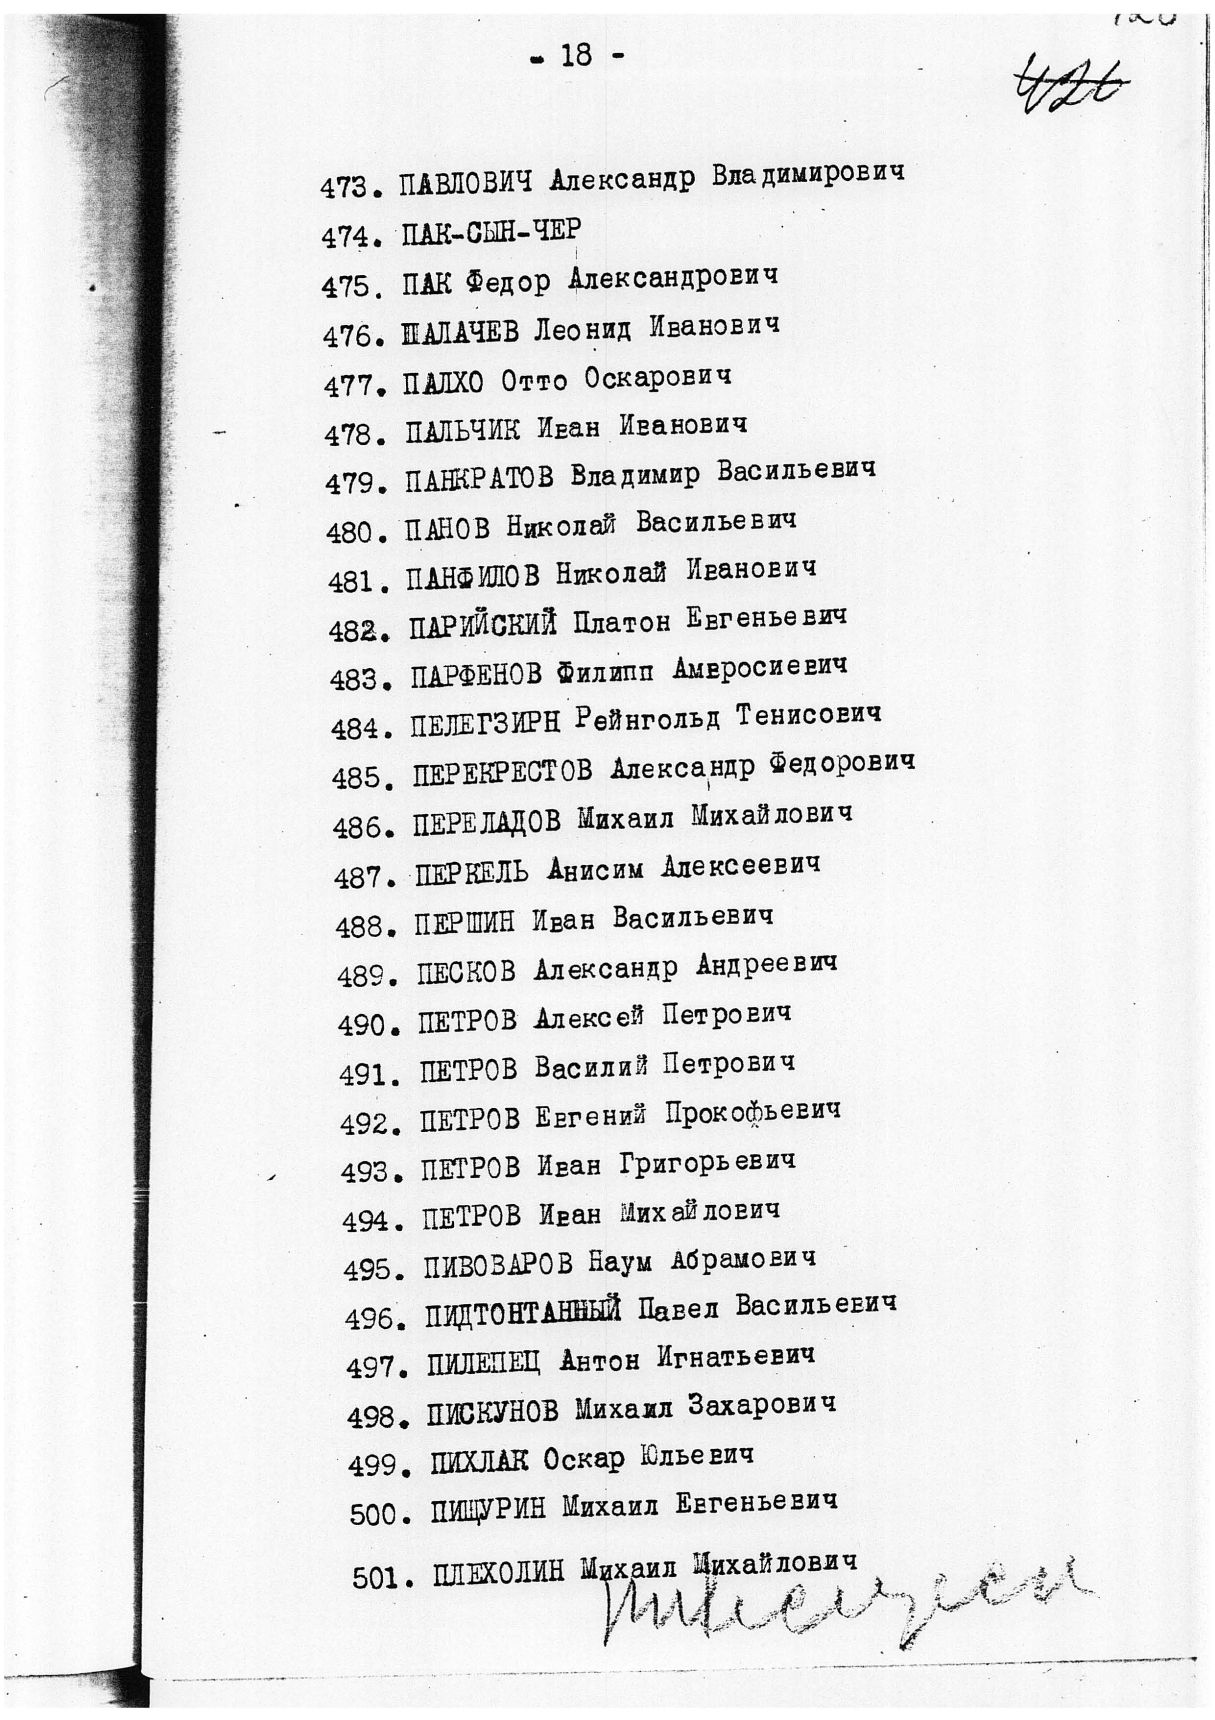 - 18 -
426
473. ПАВЛОВИЧ Александр Владимирович
474. ПАК-СЫН-ЧЕР
475. ПАК Федор Александрович
476. ПАЛАЧЕВ Леонид Иванович
477. ПАЛХО Отто Оскарович
478. ПАЛЬЧИК Иван Иванович
479. ПАНКРАТОВ Владимир Васильевич
480. ПАНОВ Николай Васильевич
481. ПАНФИЛОВ Николай Иванович
482. ПАРИЙСКИЙ Платон Евгеньевич
483. ПАРФЕНОВ Филипп Амвросиевич
484. ПЕЛЕГЗИРН Рейнгольд Тенисович
485. ПЕРЕКРЕСТОВ Александр Федорович
486. ПЕРЕЛАДОВ Михаил Михайлович
487. ПЕРКЕЛЬ Анисим Алексеевич
488. ПЕРШИН Иван Васильевич
489. ПЕСКОВ Александр Андреевич
490. ПЕТРОВ Алексей Петрович
491. ПЕТРОВ Василий Петрович
492. ПЕТРОВ Евгений Прокофьевич
493. ПЕТРОВ Иван Григорьевич
494. ПЕТРОВ Иван Михайлович
495. ПИВОВАРОВ Наум Абрамович
496. ПИДТОНТАННЫЙ Павел Васильевич
497. ПИЛЕПЕЦ Антон Игнатьевич
498. ПИСКУНОВ Михаил Захарович
499. ПИХЛАК Оскар Юльевич
500. ПИЩУРИН Михаил Евгеньевич
501. ПЛЕХОЛИН Михаил Михайлович